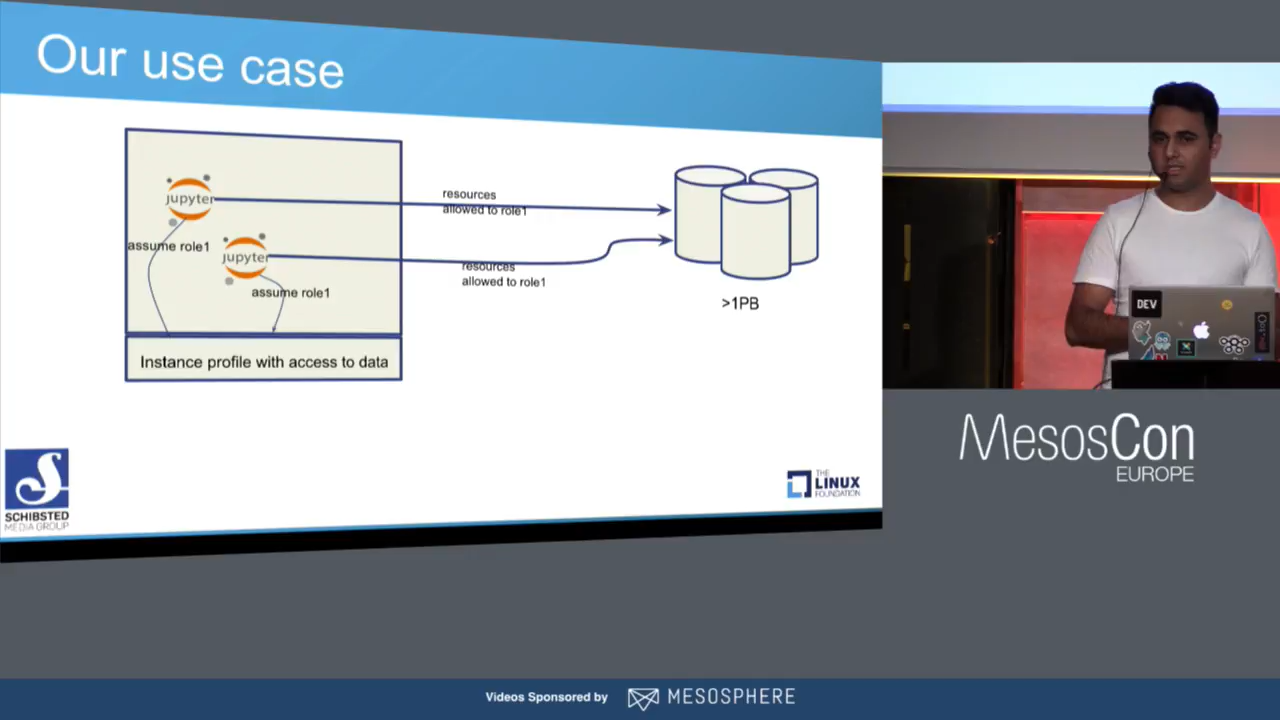 Our use case
jupyter
resources
allowed to role1
assume role1
jupyter
resources
allowed to role1
assume role1
>1PB
Instance profile with access to data
SCHIBSTED
MEDIA GROUP
THE
LINUX
FOUNDATION
DEV
MesosCon
EUROPE
Videos Sponsored by
MESOSPHERE